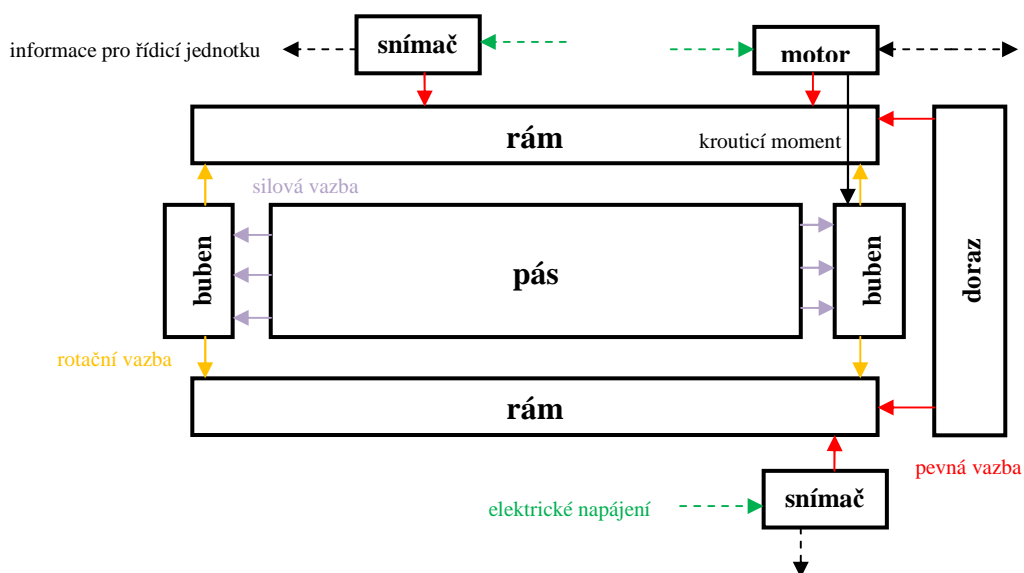 informace pro řídicí jednotku
snímač
motor
rám
krouticí moment
silová vazba
buben
pás
buben
doraz
rotační vazba
rám
pevná vazba
snímač
elektrické napájení